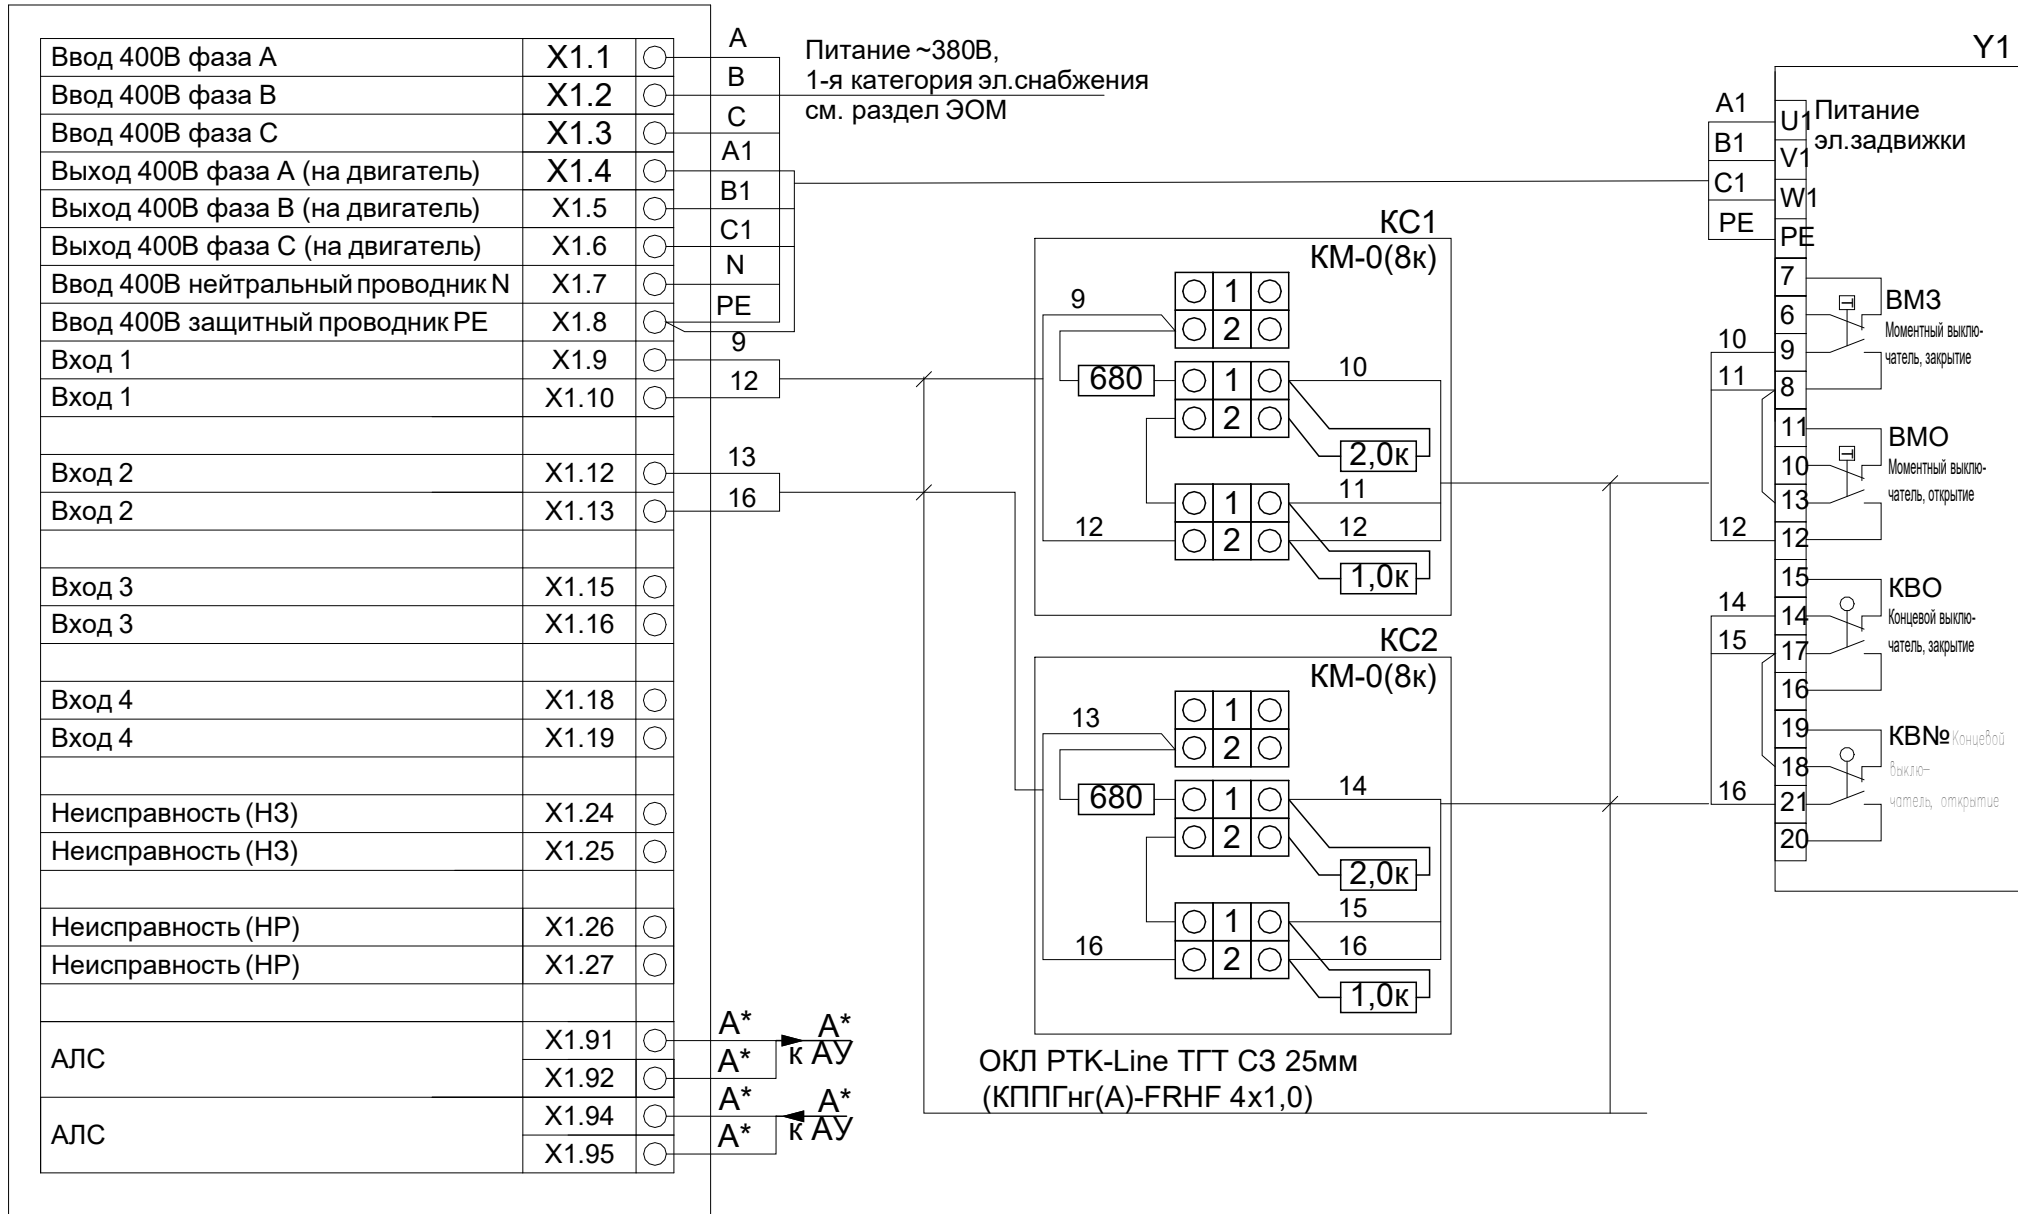 Ввод 400В фаза А X1.1
Ввод 400В фаза В X1.2
Ввод 400В фаза С X1.3
Выход 400В фаза А (на двигатель) X1.4
Выход 400В фаза В (на двигатель) X1.5
Выход 400В фаза С (на двигатель) X1.6
Ввод 400В нейтральный проводник N X1.7
Ввод 400В защитный проводник PE X1.8
Вход 1 X1.9
Вход 1 X1.10
Вход 2 X1.12
Вход 2 X1.13
Вход 3 X1.15
Вход 3 X1.16
Вход 4 X1.18
Вход 4 X1.19
Неисправность (НЗ) X1.24
Неисправность (НЗ) X1.25
Неисправность (НР) X1.26
Неисправность (НР) X1.27
АЛС
X1.91
X1.92
АЛС
X1.94
X1.95
A
B
C
A1
B1
C1
N
PE
9
12
13
16
A*
A*
A*
A*
A*
к АУ
A*
к АУ
Питание ~380В,
1-я категория эл.снабжения
см. раздел ЭОМ
КС1
КМ-0(8к)
9
1
2
680
1
10
2
2,0к
1
11
12
2
12
1,0к
КС2
КМ-0(8к)
13
1
2
680
1
14
2
2,0к
1
15
16
2
16
1,0к
ОКЛ РТК-Line ТГТ СЗ 25мм
(КППГнг(А)-FRHF 4х1,0)
Y1
A1
B1
C1
PE
U1
V1
W1
PE
Питание
эл.задвижки
10
11
12
14
15
16
7
6
9
8
11
10
13
12
15
14
17
16
19
18
21
20
ВМЗ
Моментный выклю-
чатель, закрытие
ВМО
Моментный выклю-
чатель, открытие
КВО
Концевой выклю-
чатель, закрытие
КВ№ Концевой
выклю-
чатель, открытие